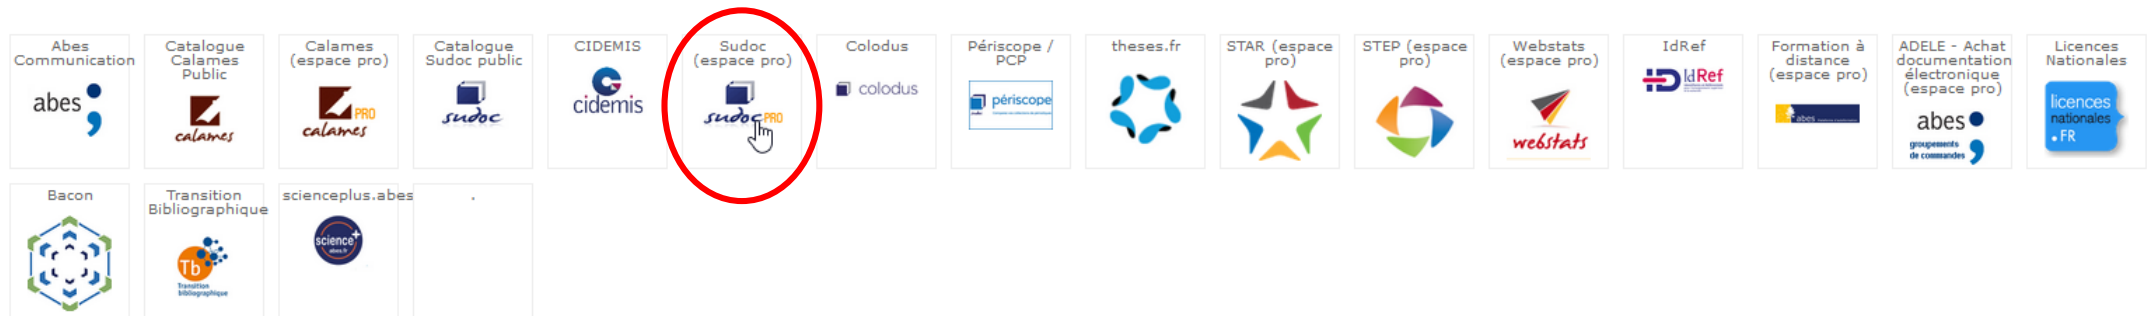 Abes
Communication
abes
Catalogue
Calames
Public
calames
Calames
(espace pro)
PRO
calames
Catalogue
Sudoc public
sudoc
CIDEMIS
cidemis
Sudoc
(espace pro)
sudoc PRO
Colodus
colodus
Périscope /
PCP
périscope
theses.fr
STAR (espace
pro)
STEP (espace
pro)
Webstats
(espace pro)
webstats
IdRef
IdRef
Formation à
distance
(espace pro)
abes
ADELE - Achat
documentation
électronique
(espace pro)
abes
groupements
de commandes
Licences
Nationales
licences
nationales
.FR
Bacon
Transition
Bibliographique
Tb
Transition
bibliographique
scienceplus.abes
science+
abes.fr
.